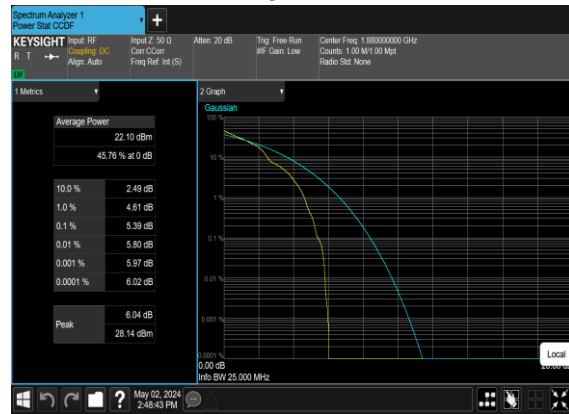 Spectrum Analyzer 1
Power Stat CCDF
+
KEYSIGHT
R T
Input: RF
Coupling: DC
Align: Auto
Input Z: 50 Ω
Corr CCorr
Freq Ref: Int (S)
Atten: 20 dB
Trig: Free Run
#IF Gain: Low
Center Freq: 1.880000000 GHz
Counts: 1.00 M/1.00 Mpt
Radio Std: None
1 Metrics
Average Power
22.10 dBm
45.76 % at 0 dB
10.0 % 2.49 dB
1.0 % 4.61 dB
0.1 % 5.39 dB
0.01 % 5.80 dB
0.001 % 5.97 dB
0.0001 % 6.02 dB
Peak
6.04 dB
28.14 dBm
2 Graph
Gaussian
100 %
10 %
1 %
0.1 %
0.01 %
0.001 %
0.0001 %
0.00 dB
Info BW 25.000 MHz
Local
?
May 02, 2024
2:48:43 PM